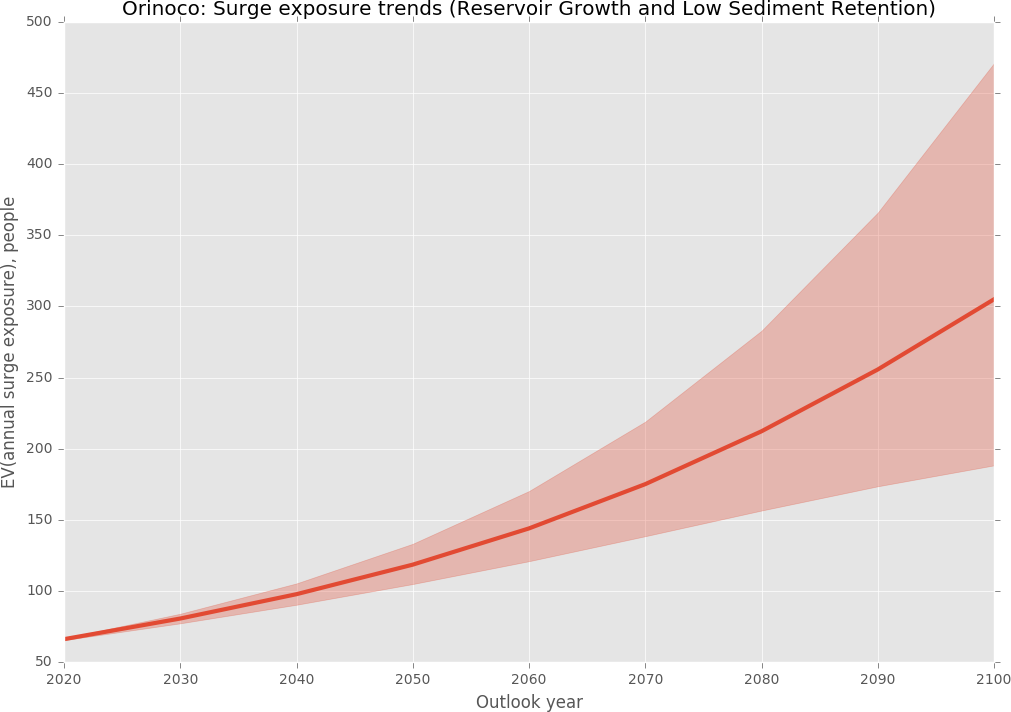 Orinoco: Surge exposure trends (Reservoir Growth and Low Sediment Retention)
EV(annual surge exposure), people
500
450
400
350
300
250
200
150
100
50
2020 2030 2040 2050 2060 2070 2080 2090 2100
Outlook year